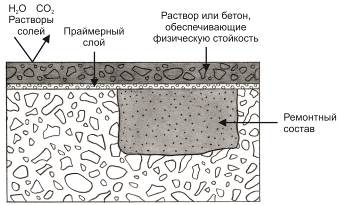 H₂O CO₂
Растворы
солей
Праймерный
слой
Раствор или бетон,
обеспечивающие
физическую стойкость
Ремонтный
состав